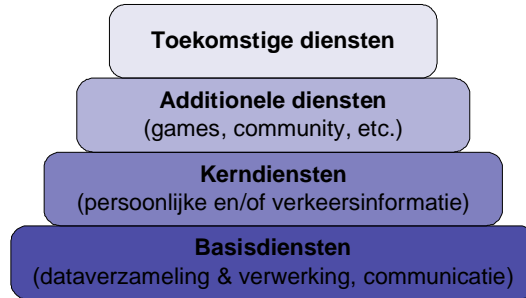 Toekomstige diensten
Additionele diensten
(games, community, etc.)
Kerndiensten
(persoonlijke en/of verkeersinformatie)
Basisdiensten
(dataverzameling & verwerking, communicatie)